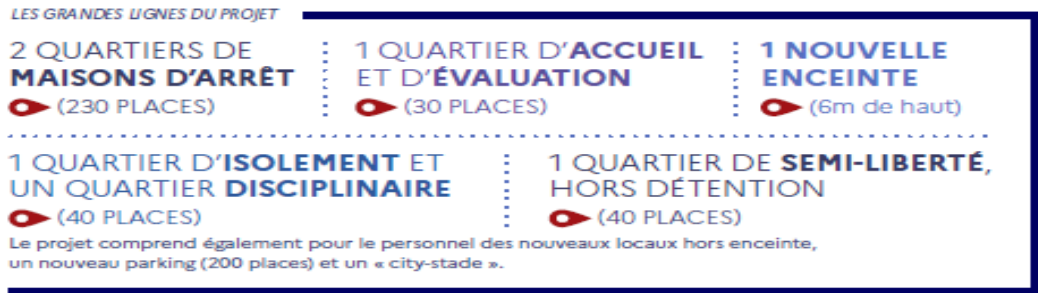 LES GRANDES LIGNES DU PROJET
2 QUARTIERS DE
MAISONS D'ARRÊT
(230 PLACES)
1 QUARTIER D'ACCUEIL
ET D'ÉVALUATION
(30 PLACES)
1 NOUVELLE
ENCEINTE
(6m de haut)
1 QUARTIER D'ISOLEMENT ET
UN QUARTIER DISCIPLINAIRE
(40 PLACES)
1 QUARTIER DE SEMI-LIBERTÉ,
HORS DÉTENTION
(40 PLACES)
Le projet comprend également pour le personnel des nouveaux locaux hors enceinte,
un nouveau parking (200 places) et un « city-stade ».